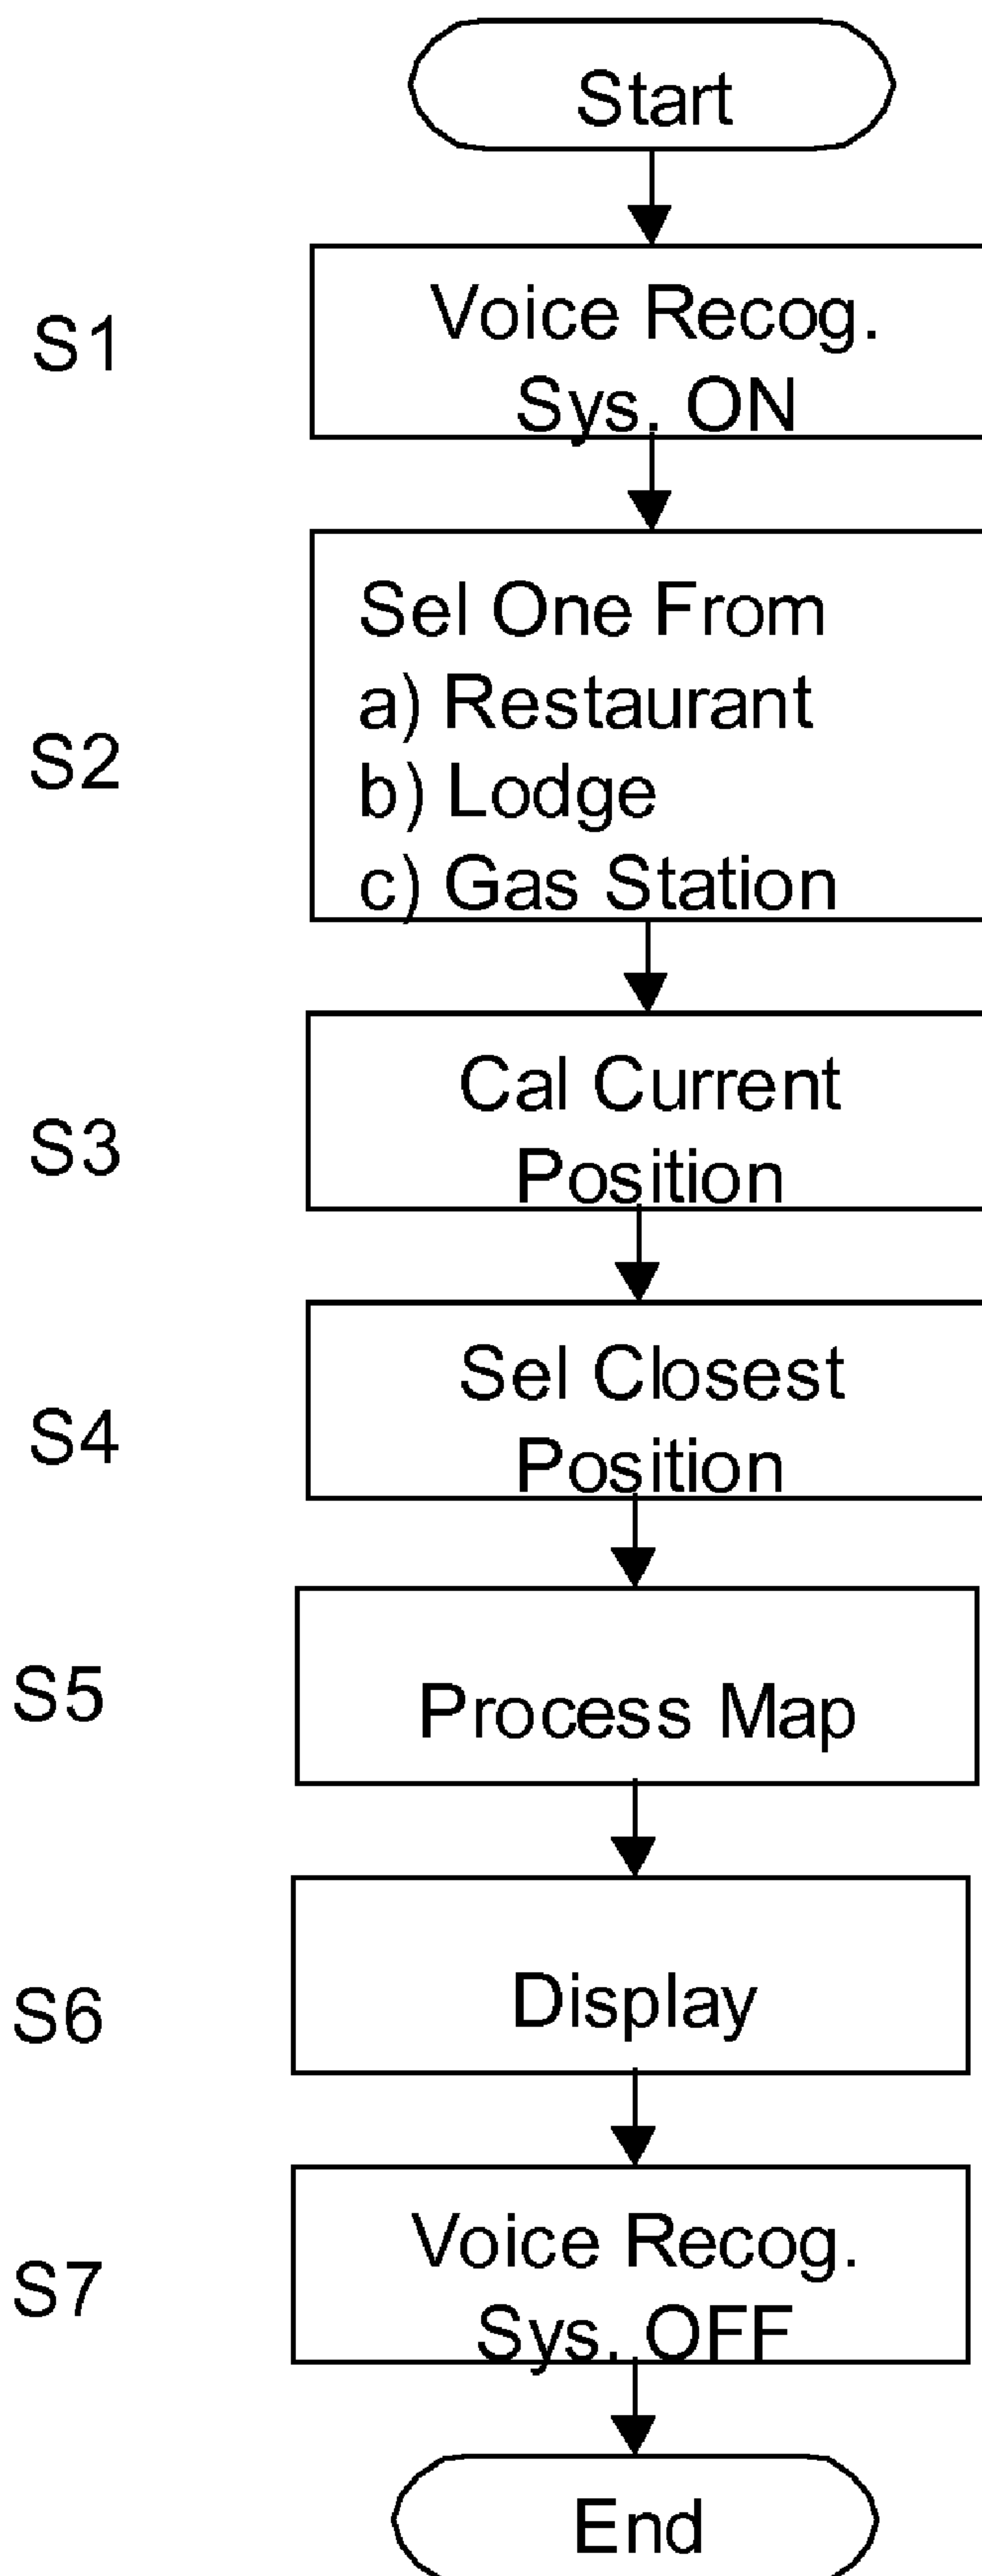 Start
S1
Voice Recog.
Sys. ON
S2
Sel One From
a) Restaurant
b) Lodge
c) Gas Station
S3
Cal Current
Position
S4
Sel Closest
Position
S5
Process Map
S6
Display
S7
Voice Recog.
Sys. OFF
End